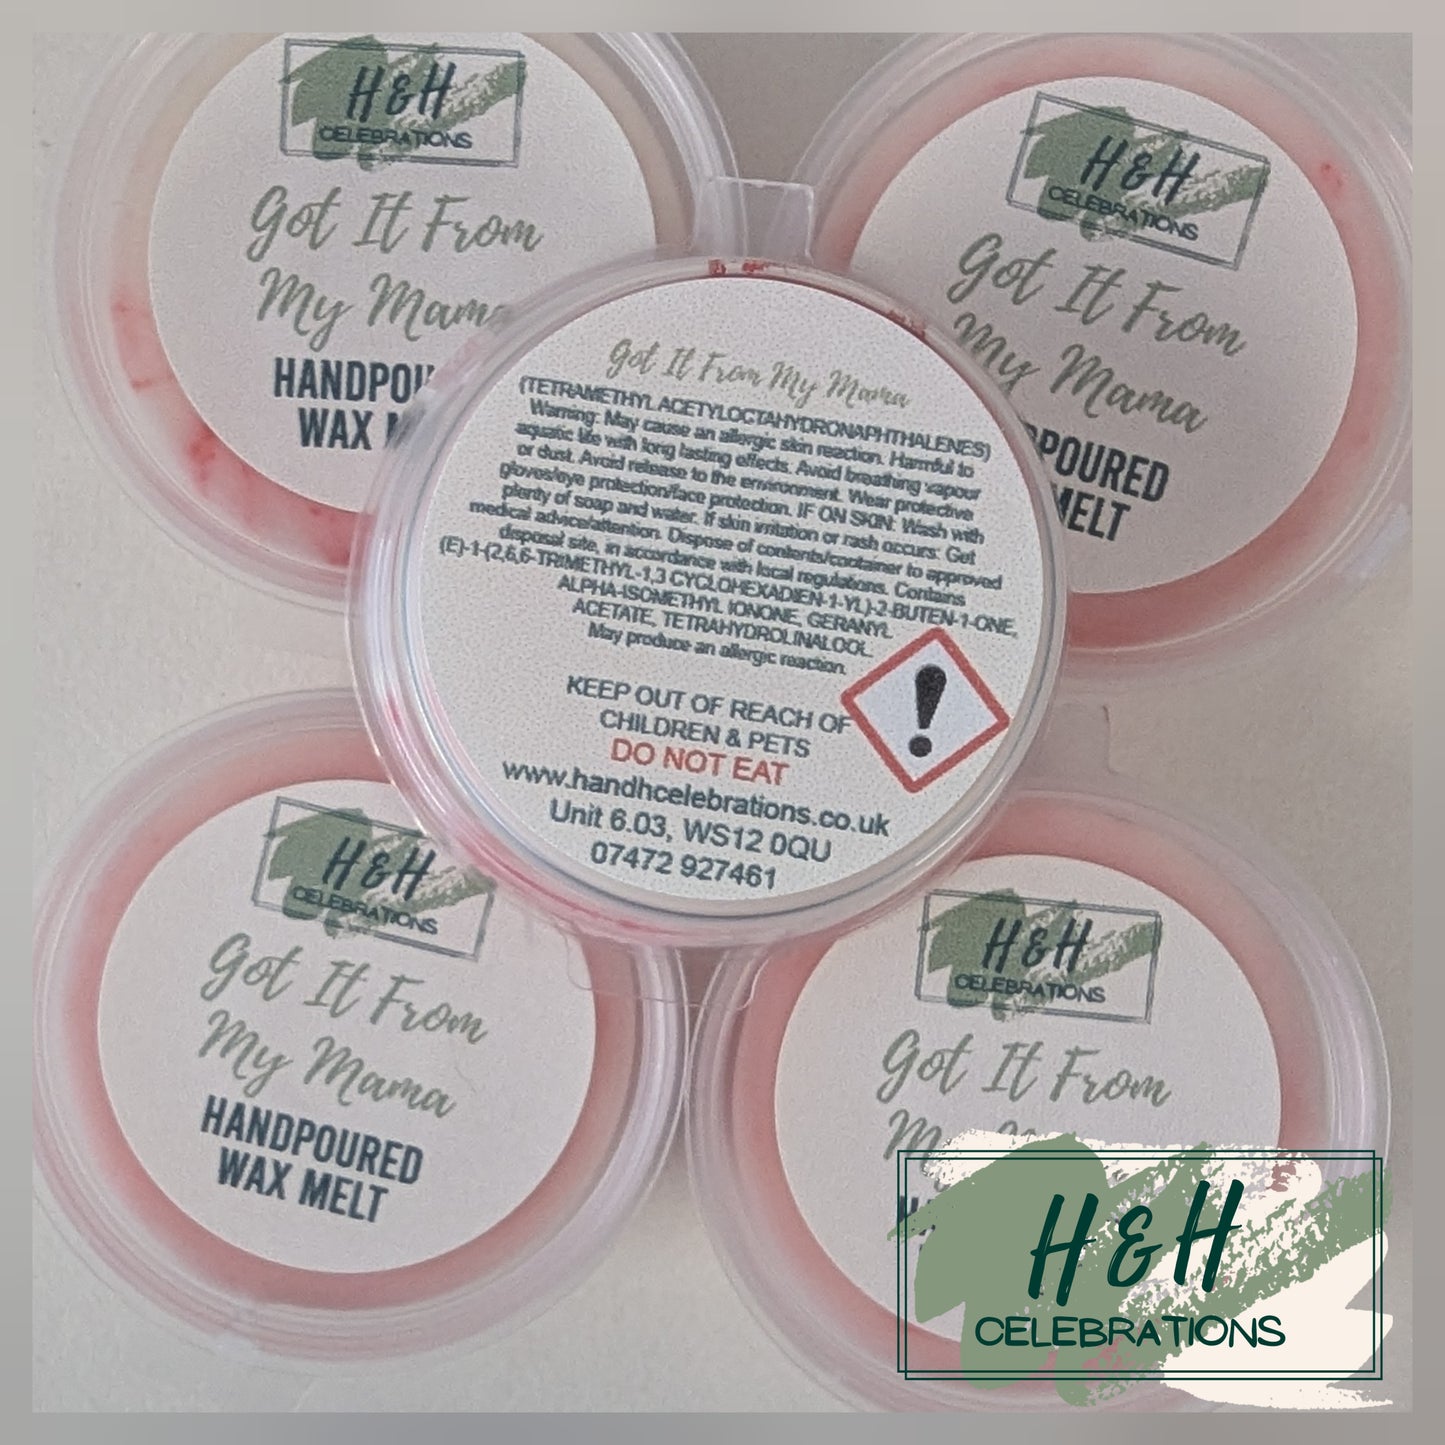 H&H
CELEBRATIONS
Got It From
My Mama
HANDPOU
WAX M
H&H
CELEBRATIONS
Got It From
My Mama
POURED
MELT
Got It From My Mama
(TETRAMETHYL ACETYLOCTAHYDRONAPHTHALENES)
Warning: May cause an allergic skin reaction. Harmful to
aquatic life with long lasting effects. Avoid breathing vapour
or dust. Avoid release to the environment. Wear protective
gloves/eye protection/face protection. IF ON SKIN: Wash with
plenty of soap and water. If skin irritation or rash occurs: Get
medical advice/attention. Dispose of contents/container to approved
disposal site, in accordance with local regulations. Contains
(E)-1-(2,6,6-TRIMETHYL-1,3 CYCLOHEXADIEN-1-YL)-2-BUTEN-1-ONE,
ALPHA-ISOMETHYL IONONE, GERANYL
ACETATE, TETRAHYDROLINALOOL.
May produce an allergic reaction.
KEEP OUT OF REACH OF
CHILDREN & PETS
DO NOT EAT
www.handhcelebrations.co.uk
Unit 6.03, WS12 0QU
07472 927461
H&H
CELEBRATIONS
Got It From
My Mama
HANDPOURED
WAX MELT
H&H
CELEBRATIONS
Got It From
H&H
CELEBRATIONS